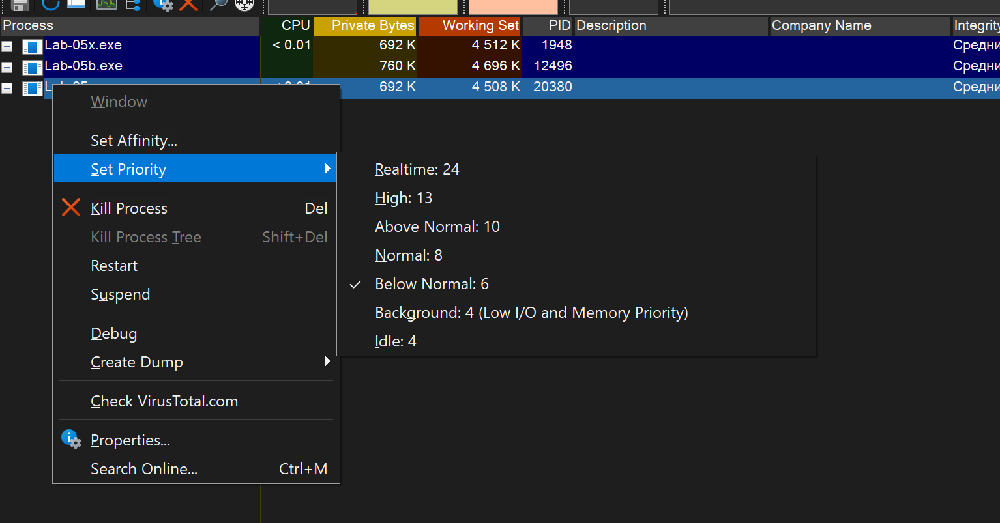 Process CPU Private Bytes Working Set PID Description Company Name Integrity
Lab-05x.exe < 0.01 692 K 4 512 K 1948 Средни
Lab-05b.exe 760 K 4 696 K 12496 Средни
692 K 4 508 K 20380 Средни
Window
Set Affinity...
Set Priority
Kill Process Del
Kill Process Tree Shift+Del
Restart
Suspend
Debug
Create Dump
Check VirusTotal.com
Properties...
Search Online... Ctrl+M
Realtime: 24
High: 13
Above Normal: 10
Normal: 8
Below Normal: 6
Background: 4 (Low I/O and Memory Priority)
Idle: 4